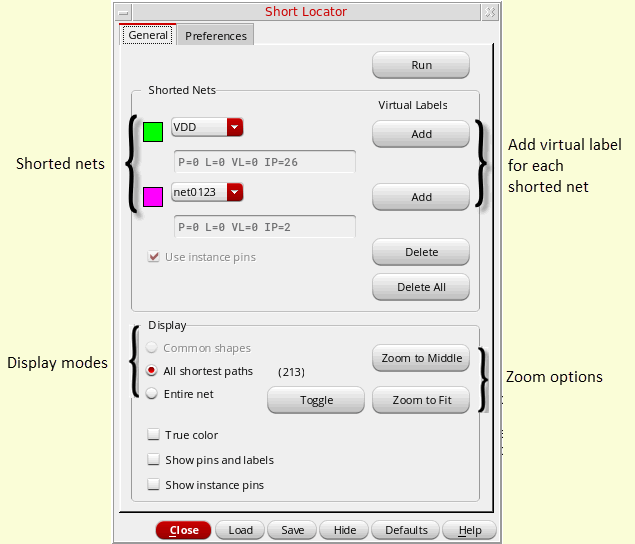 Short Locator
General
Preferences
Run
Shorted Nets
Virtual Labels
VDD
Add
P=0 L=0 VL=0 IP=26
Shorted nets
Add virtual label
for each
shorted net
net0123
Add
P=0 L=0 VL=0 IP=2
Use instance pins
Delete
Delete All
Display
Common shapes
Zoom to Middle
Display modes
All shortest paths (213)
Zoom options
Entire net
Toggle
Zoom to Fit
True color
Show pins and labels
Show instance pins
Close
Load
Save
Hide
Defaults
Help